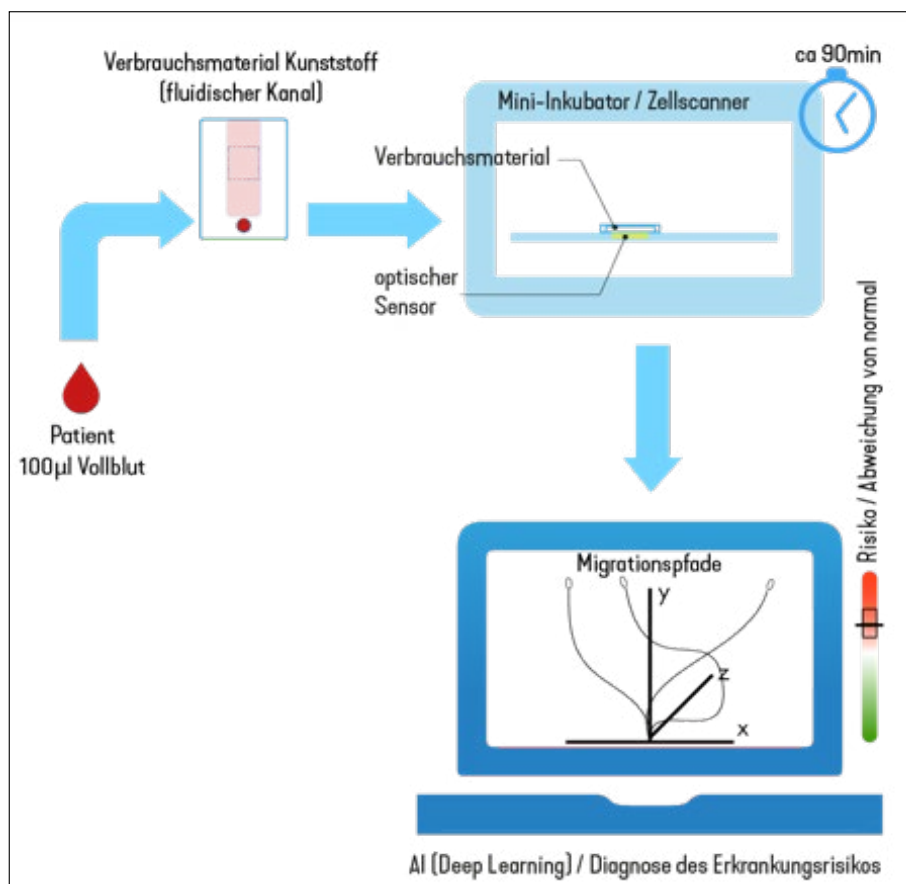 Verbrauchsmaterial Kunststoff
(fluidischer Kanal)
ca 90min
Mini-Inkubator / Zellscanner
Verbrauchsmaterial
optischer
Sensor
Patient
100µl Vollblut
Risiko / Abweichung von normal
Migrationspfade
y
z
x
AI (Deep Learning) / Diagnose des Erkrankungsrisikos